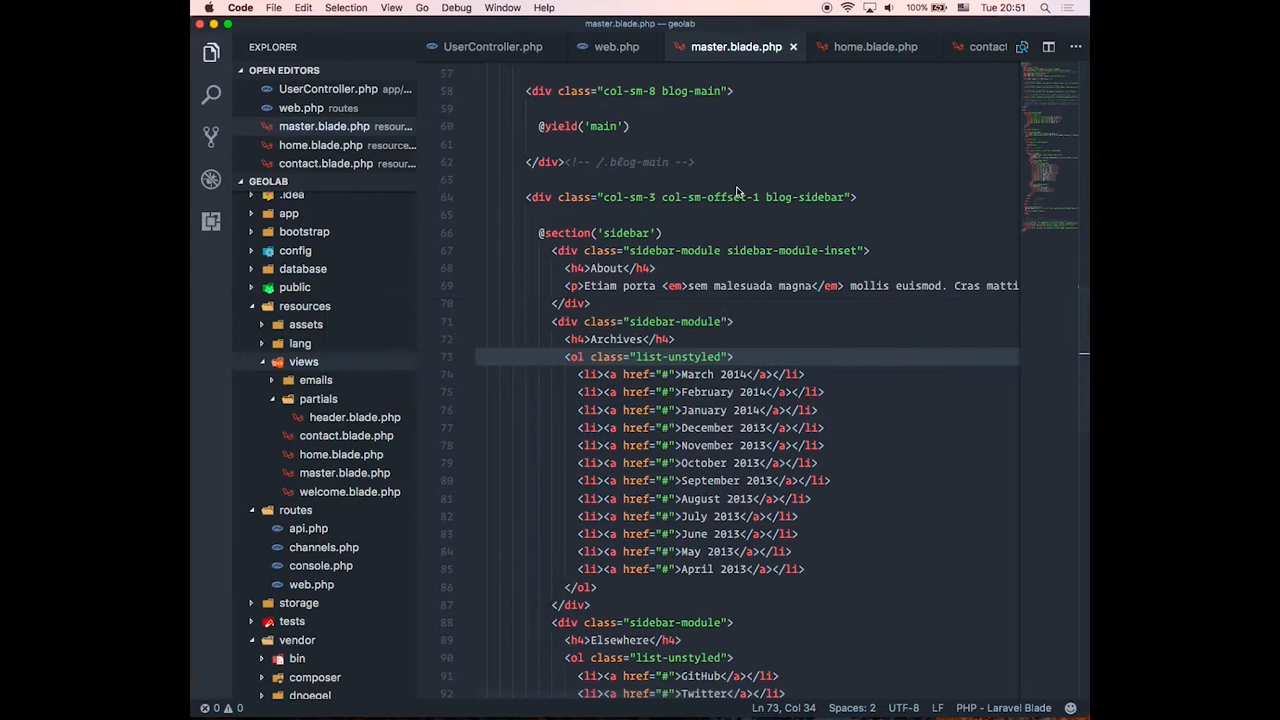 Code File Edit Selection View Go Debug Window Help 100% Tue 20:51
master.blade.php — geolab
EXPLORER
OPEN EDITORS
UserController.php app/...
web.php routes
master.blade.php resour...
home.blade.php resource...
contact.blade.php resour...
GEOLAB
.idea
app
bootstrap
config
database
public
resources
assets
lang
views
emails
partials
header.blade.php
contact.blade.php
home.blade.php
master.blade.php
welcome.blade.php
routes
api.php
channels.php
console.php
web.php
storage
tests
vendor
bin
composer
dnoegel
UserController.php web.php master.blade.php × home.blade.php contact
57
58 <div class="col-sm-8 blog-main">
59
60 @yield('main')
61
62 </div><!-- /.blog-main -->
63
64 <div class="col-sm-3 col-sm-offset-1 blog-sidebar">
65
66 @section('sidebar')
67 <div class="sidebar-module sidebar-module-inset">
68 <h4>About</h4>
69 <p>Etiam porta <em>sem malesuada magna</em> mollis euismod. Cras matti
70 </div>
71 <div class="sidebar-module">
72 <h4>Archives</h4>
73 <ol class="list-unstyled">
74 <li><a href="#">March 2014</a></li>
75 <li><a href="#">February 2014</a></li>
76 <li><a href="#">January 2014</a></li>
77 <li><a href="#">December 2013</a></li>
78 <li><a href="#">November 2013</a></li>
79 <li><a href="#">October 2013</a></li>
80 <li><a href="#">September 2013</a></li>
81 <li><a href="#">August 2013</a></li>
82 <li><a href="#">July 2013</a></li>
83 <li><a href="#">June 2013</a></li>
84 <li><a href="#">May 2013</a></li>
85 <li><a href="#">April 2013</a></li>
86 </ol>
87 </div>
88 <div class="sidebar-module">
89 <h4>Elsewhere</h4>
90 <ol class="list-unstyled">
91 <li><a href="#">GitHub</a></li>
92 <li><a href="#">Twitter</a></li>
0 0 Ln 73, Col 34 Spaces: 2 UTF-8 LF PHP - Laravel Blade